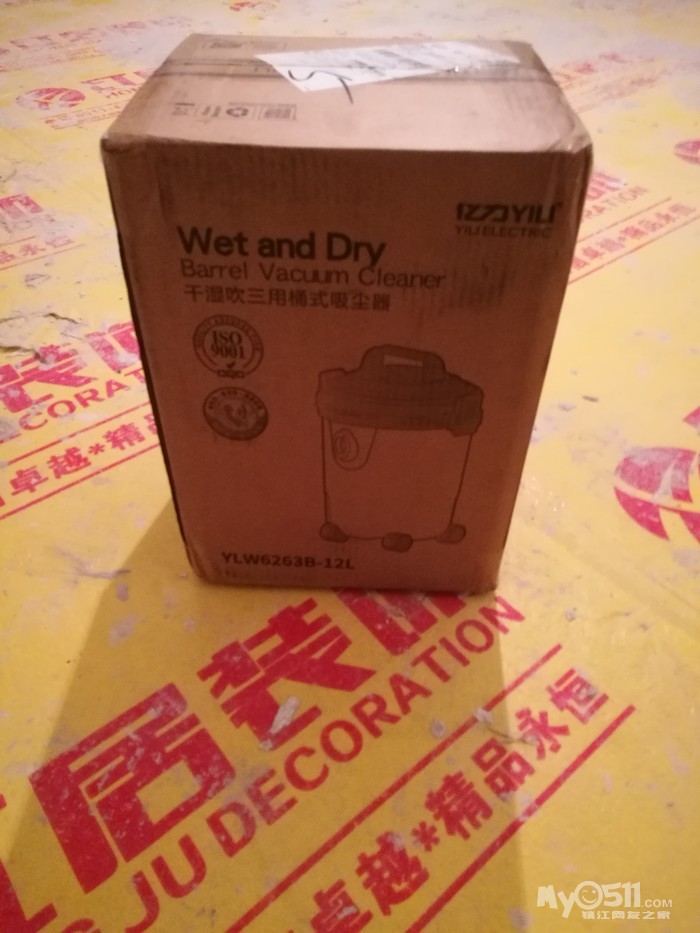 亿力YILI
YILI ELECTRIC
Wet and Dry
Barrel Vacuum Cleaner
干湿吹三用桶式吸尘器
ISO
9001
YLW6263B-12L
CORATION
卓越*精品
居装
JU DECORATION
卓越*精品永恒
My0511.COM
镇江网友之家